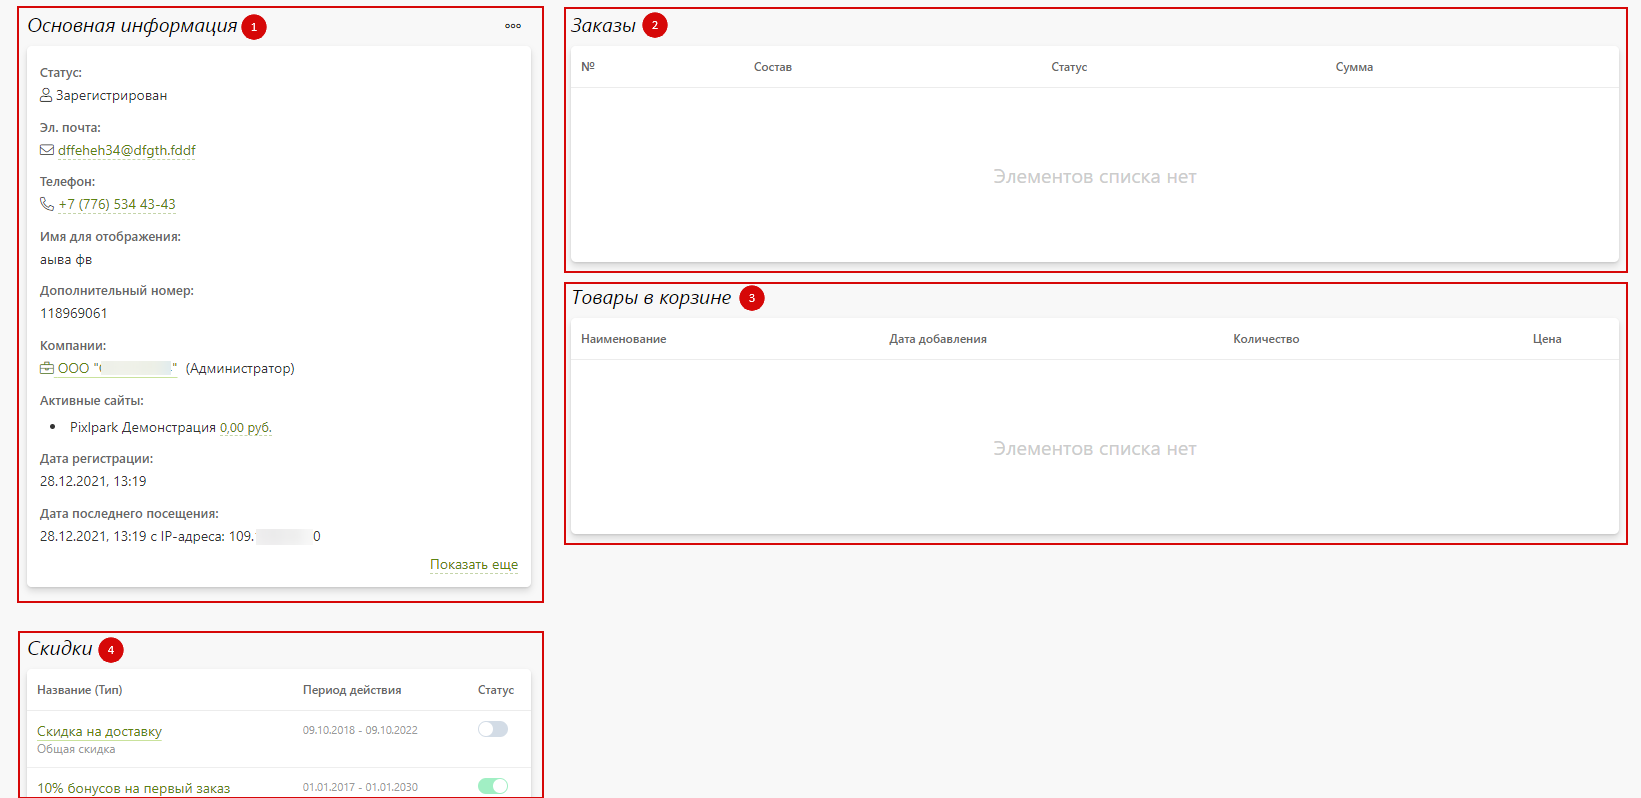 Основная информация 1
Статус:
Зарегистрирован
Эл. почта:
dffeheh34@dfgth.fddf
Телефон:
+7 (776) 534 43-43
Имя для отображения:
аыва фв
Дополнительный номер:
118969061
Компании:
ООО " " (Администратор)
Активные сайты:
• Pixlpark Демонстрация 0,00 руб.
Дата регистрации:
28.12.2021, 13:19
Дата последнего посещения:
28.12.2021, 13:19 с IP-адреса: 109. 0
Показать еще
Заказы 2
№ Состав Статус Сумма
Элементов списка нет
Товары в корзине 3
Наименование Дата добавления Количество Цена
Элементов списка нет
Скидки 4
Название (Тип) Период действия Статус
Скидка на доставку 09.10.2018 - 09.10.2022
Общая скидка
10% бонусов на первый заказ 01.01.2017 - 01.01.2030